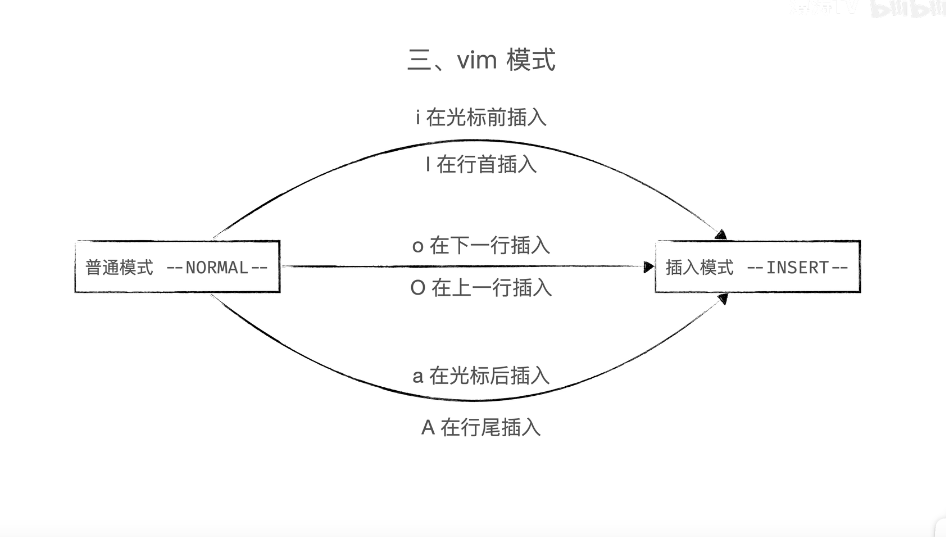 三、vim 模式
i 在光标前插入
I 在行首插入
o 在下一行插入
普通模式 --NORMAL--
插入模式 --INSERT--
O 在上一行插入
a 在光标后插入
A 在行尾插入